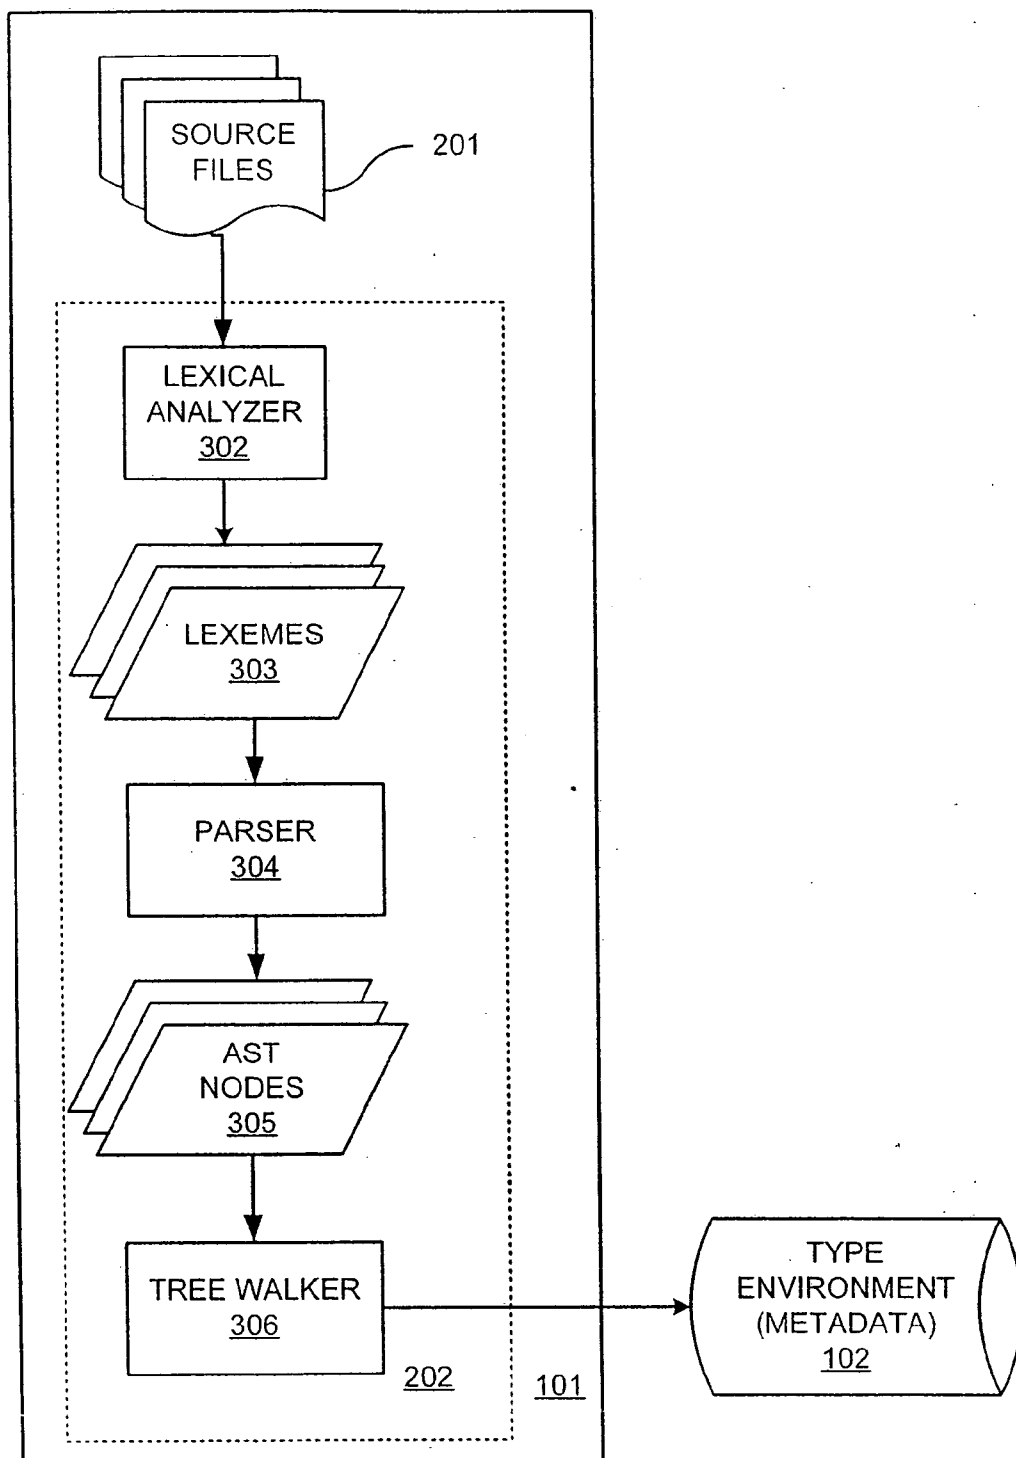 SOURCE
FILES
201
LEXICAL
ANALYZER
302
LEXEMES
303
PARSER
304
AST
NODES
305
TREE WALKER
306
202
101
TYPE
ENVIRONMENT
(METADATA)
102